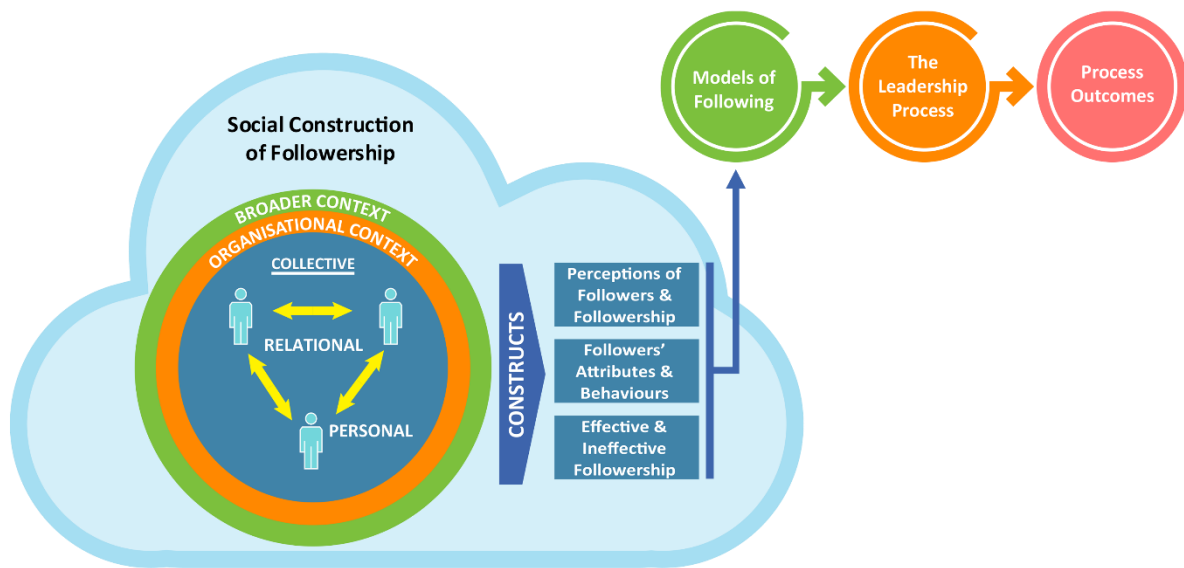 Social Construction
of Followership
BROADER CONTEXT
ORGANISATIONAL CONTEXT
COLLECTIVE
RELATIONAL
PERSONAL
CONSTRUCTS
Perceptions of
Followers &
Followership
Followers’
Attributes &
Behaviours
Effective &
Ineffective
Followership
Models of
Following
The
Leadership
Process
Process
Outcomes